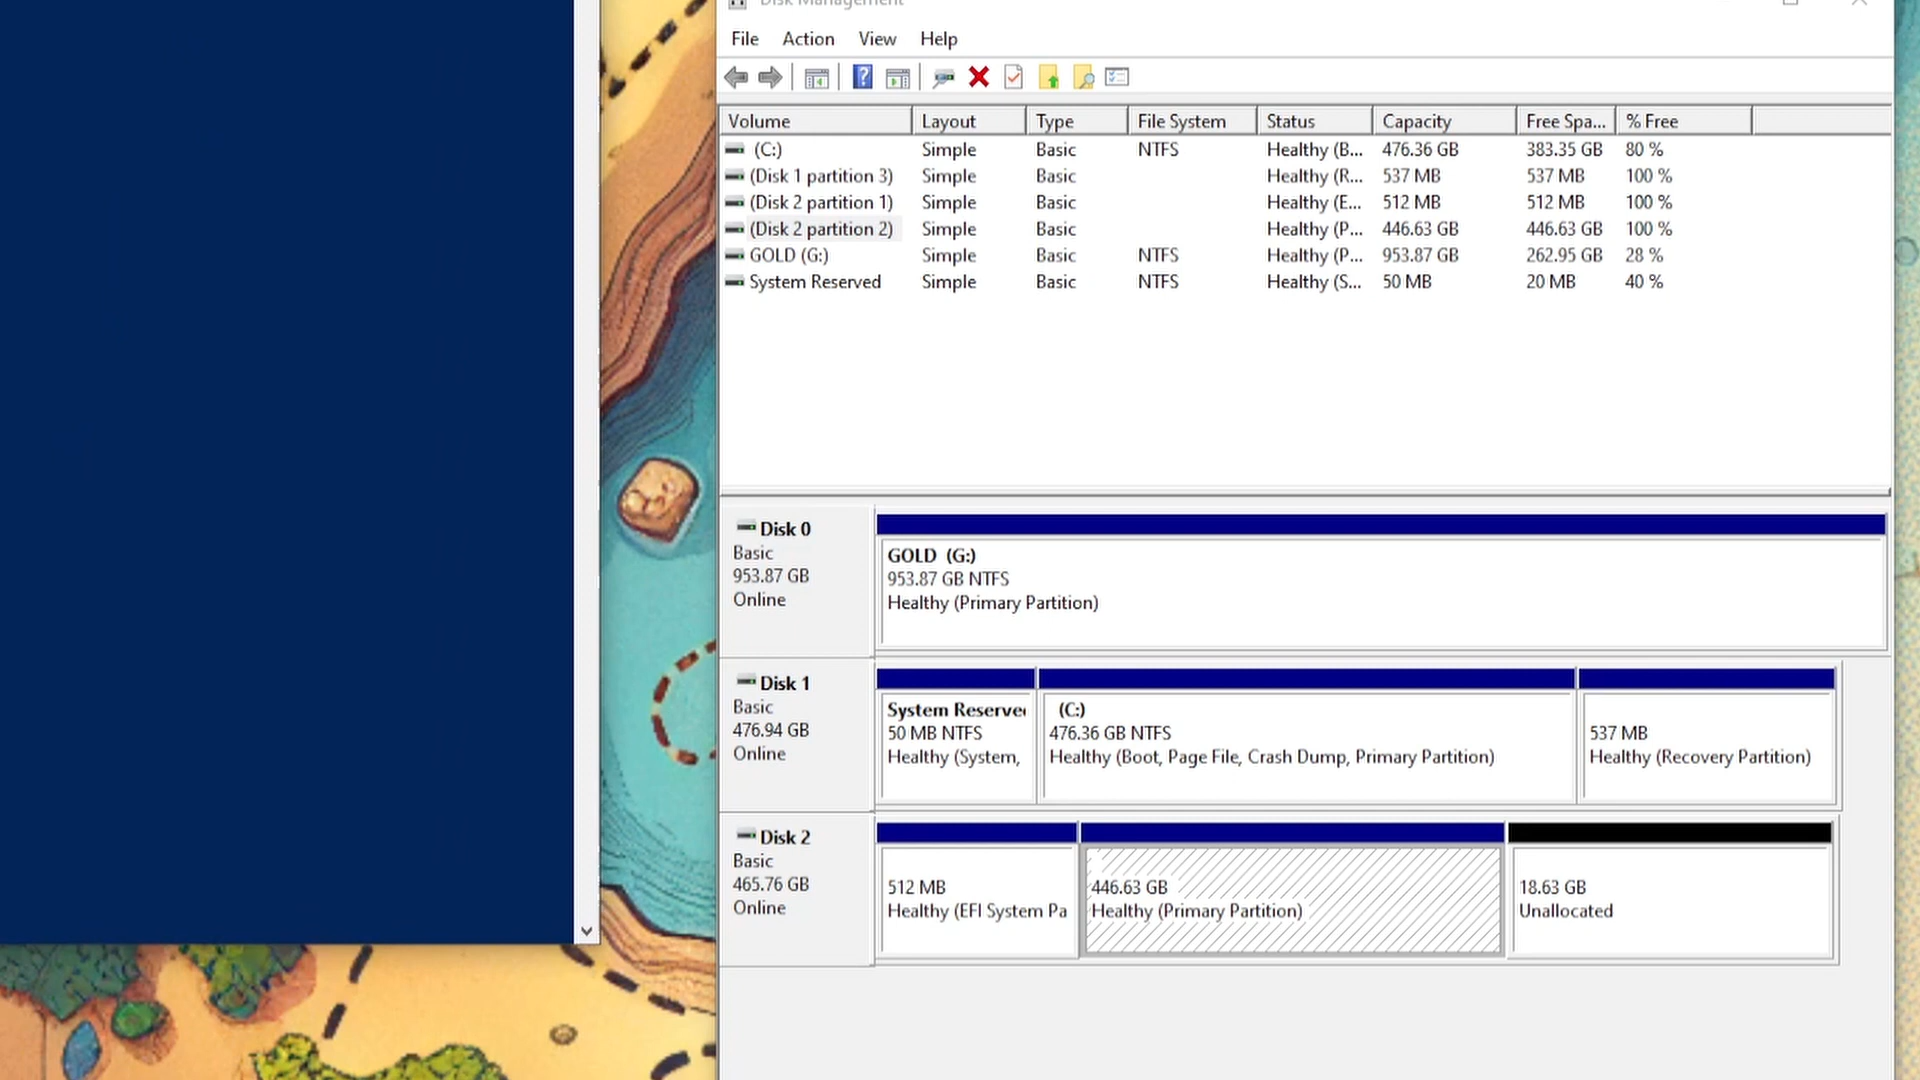 Disk Management
File Action View Help
Volume Layout Type File System Status Capacity Free Spa... % Free
(C:) Simple Basic NTFS Healthy (B... 476.36 GB 383.35 GB 80 %
(Disk 1 partition 3) Simple Basic Healthy (R... 537 MB 537 MB 100 %
(Disk 2 partition 1) Simple Basic Healthy (E... 512 MB 512 MB 100 %
(Disk 2 partition 2) Simple Basic Healthy (P... 446.63 GB 446.63 GB 100 %
GOLD (G:) Simple Basic NTFS Healthy (P... 953.87 GB 262.95 GB 28 %
System Reserved Simple Basic NTFS Healthy (S... 50 MB 20 MB 40 %
Disk 0
Basic
953.87 GB
Online
GOLD (G:)
953.87 GB NTFS
Healthy (Primary Partition)
Disk 1
Basic
476.94 GB
Online
System Reserve
50 MB NTFS
Healthy (System,
(C:)
476.36 GB NTFS
Healthy (Boot, Page File, Crash Dump, Primary Partition)
537 MB
Healthy (Recovery Partition)
Disk 2
Basic
465.76 GB
Online
512 MB
Healthy (EFI System Pa
446.63 GB
Healthy (Primary Partition)
18.63 GB
Unallocated